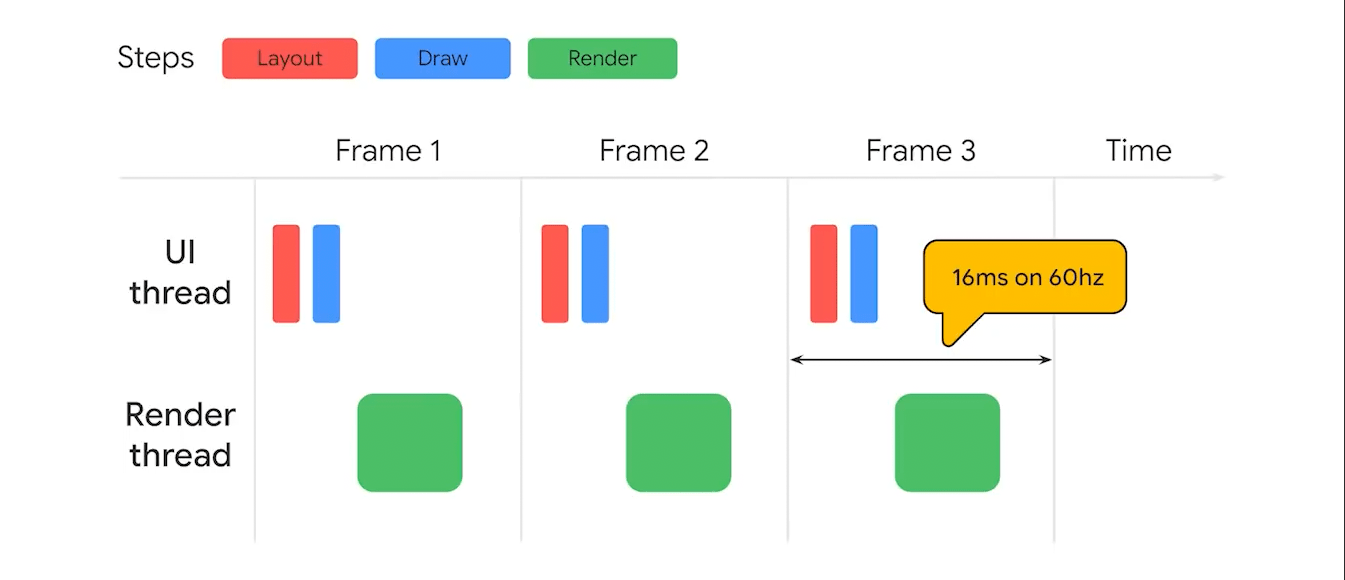 Steps Layout Draw Render
Frame 1 Frame 2 Frame 3 Time
UI
thread
16ms on 60hz
Render
thread